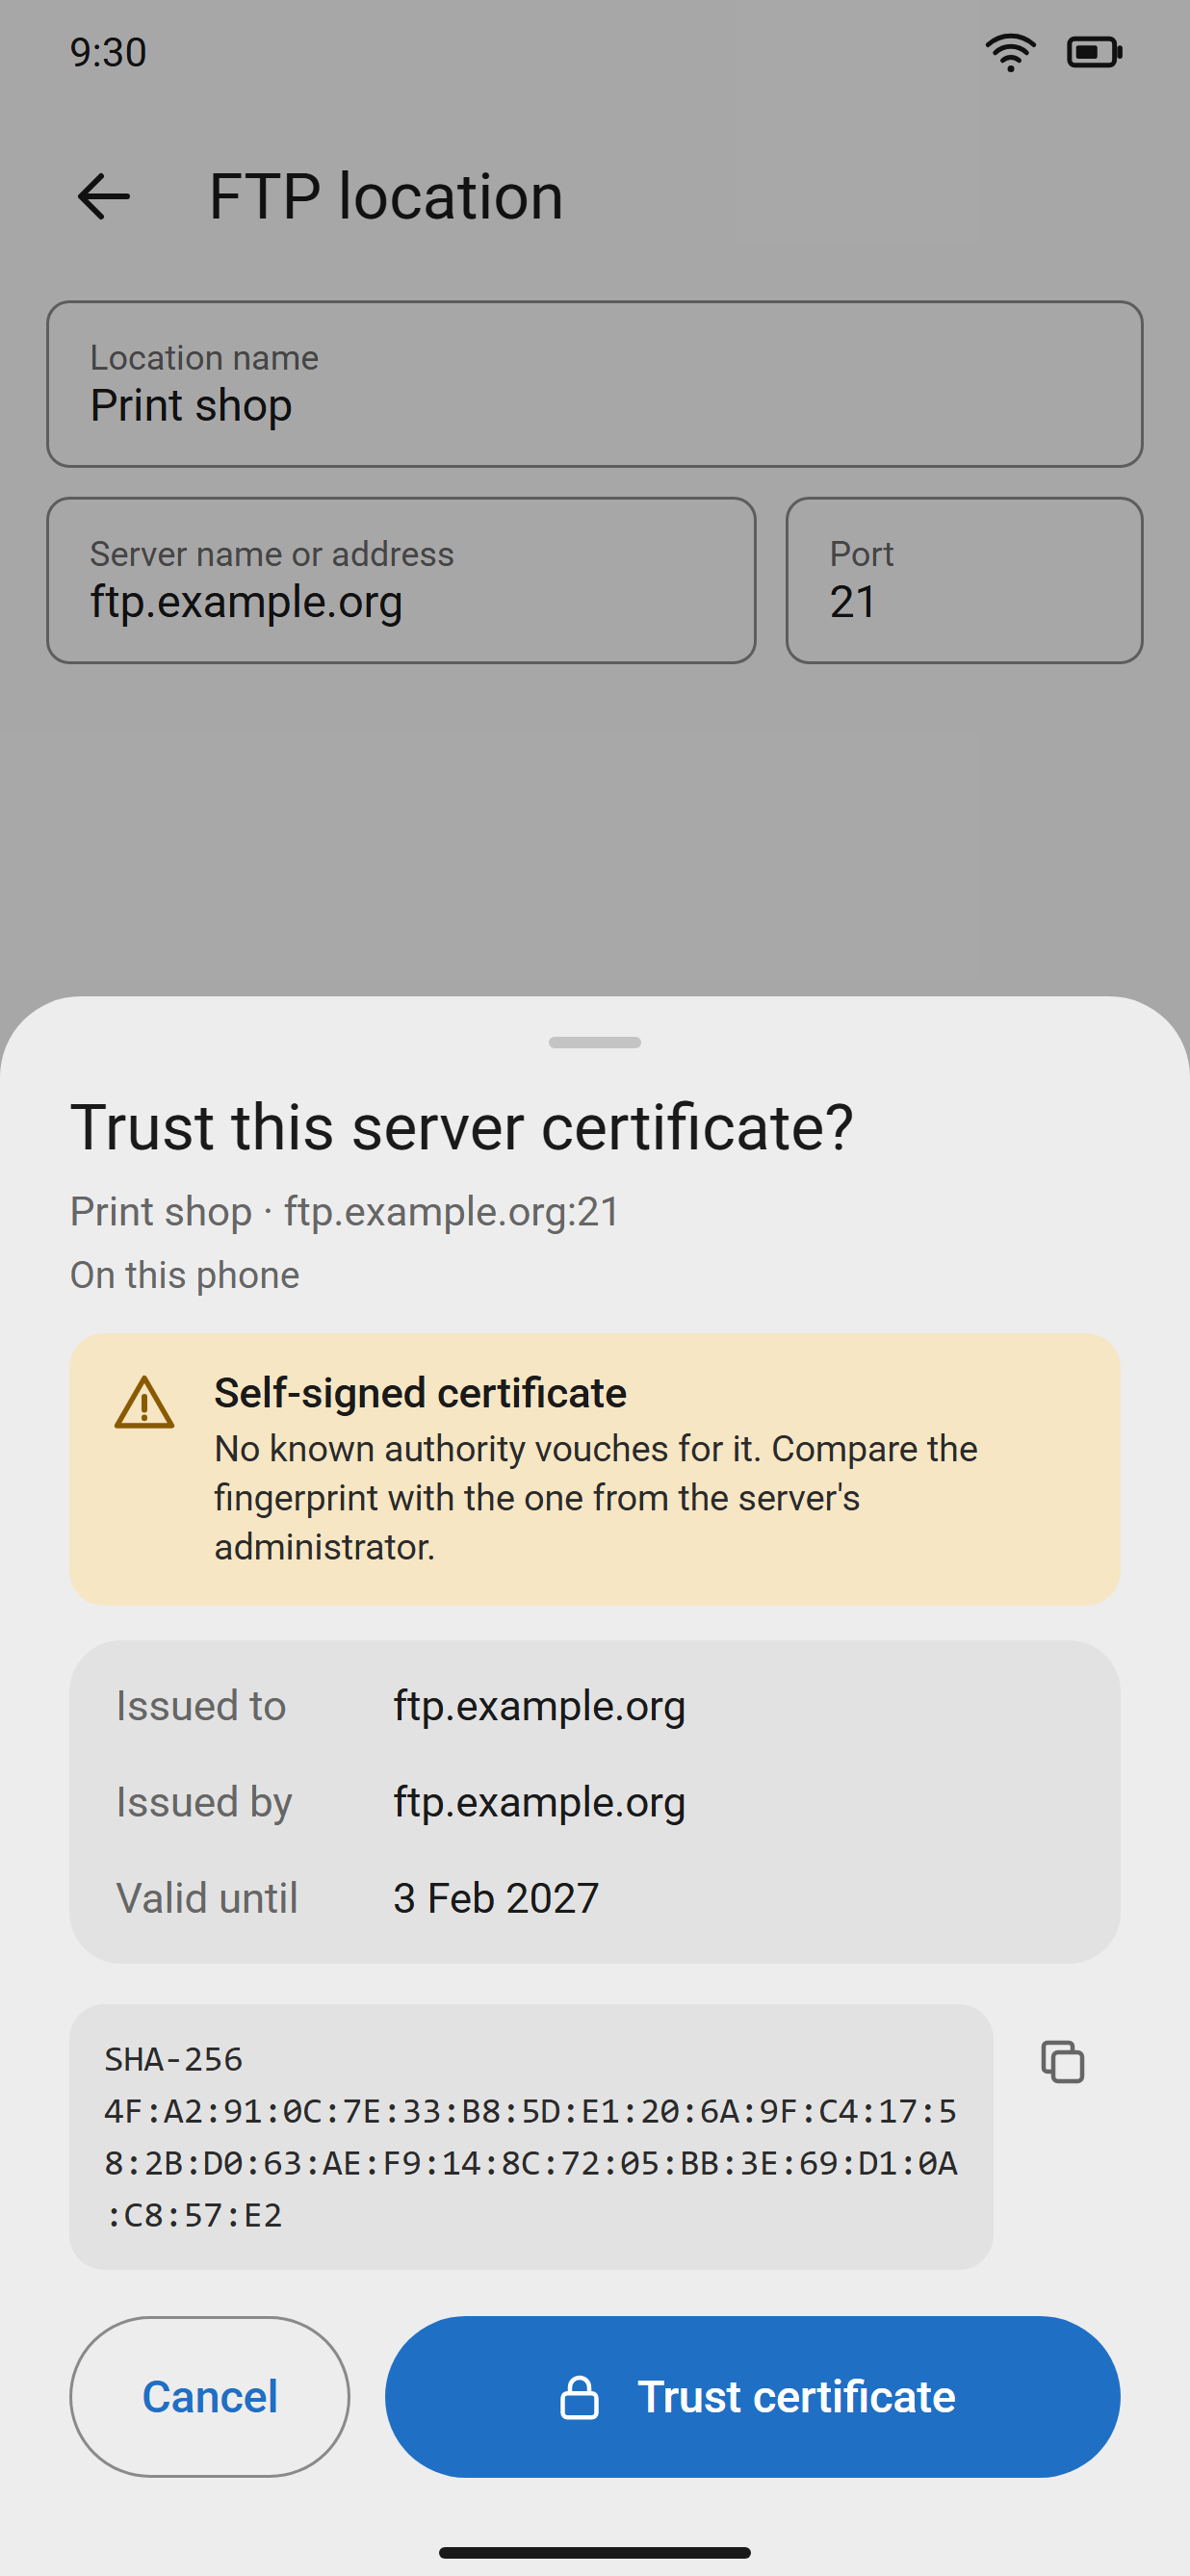 9:30
FTP location
Location name
Print shop
Server name or address
ftp.example.org
Port
21
Trust this server certificate?
Print shop · ftp.example.org:21
On this phone
Self-signed certificate
No known authority vouches for it. Compare the
fingerprint with the one from the server's
administrator.
Issued to ftp.example.org
Issued by ftp.example.org
Valid until 3 Feb 2027
SHA-256
4F:A2:91:0C:7E:33:B8:5D:E1:20:6A:9F:C4:17:5
8:2B:D0:63:AE:F9:14:8C:72:05:BB:3E:69:D1:0A
:C8:57:E2
Cancel
Trust certificate